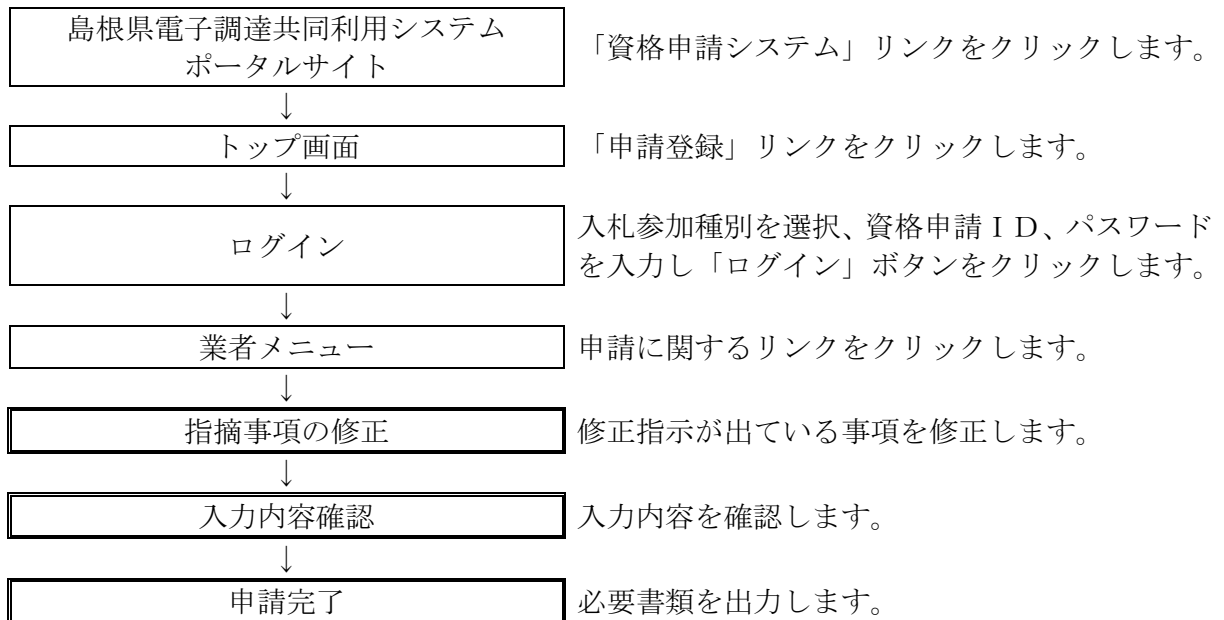 島根県電子調達共同利用システム
ポータルサイト
「資格申請システム」リンクをクリックします。
↓
トップ画面
「申請登録」リンクをクリックします。
↓
ログイン
入札参加種別を選択、資格申請ＩＤ、パスワード
を入力し「ログイン」ボタンをクリックします。
↓
業者メニュー
申請に関するリンクをクリックします。
↓
指摘事項の修正
修正指示が出ている事項を修正します。
↓
入力内容確認
入力内容を確認します。
↓
申請完了
必要書類を出力します。